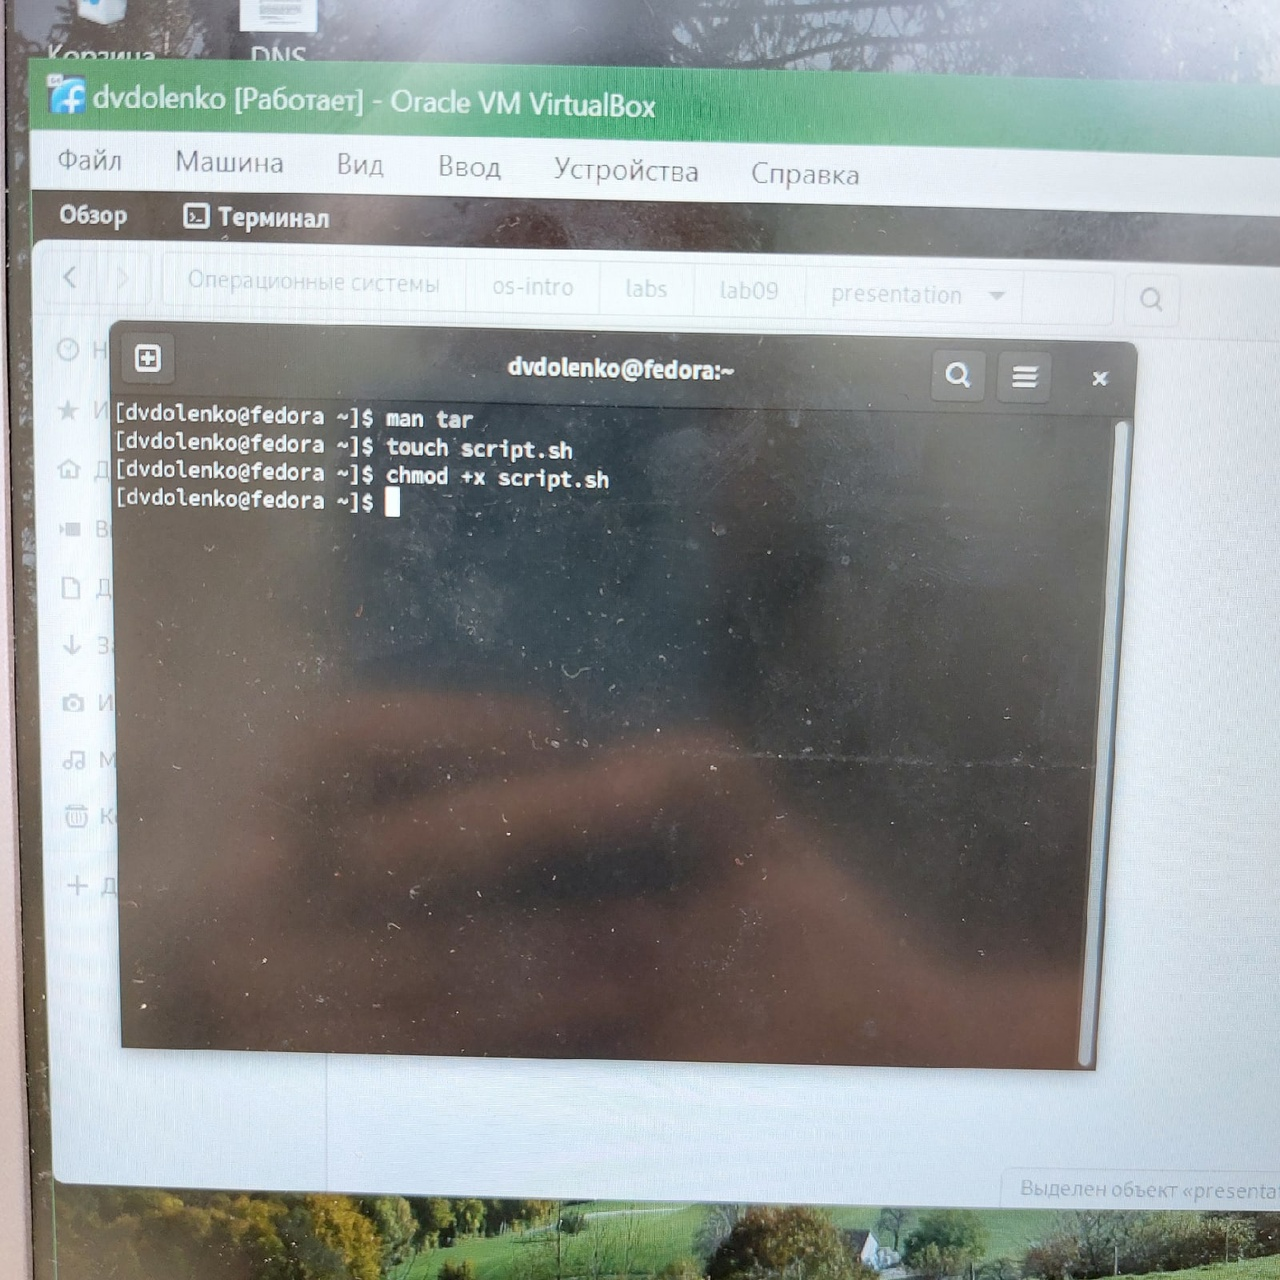 Корзина
DNS
dvdolenko [Работает] - Oracle VM VirtualBox
Файл Машина Вид Ввод Устройства Справка
Обзор Терминал
Операционные системы os-intro labs lab09 presentation
dvdolenko@fedora:~
[dvdolenko@fedora ~]$ man tar
[dvdolenko@fedora ~]$ touch script.sh
[dvdolenko@fedora ~]$ chmod +x script.sh
[dvdolenko@fedora ~]$
Н
И
Д
В
Д
За
И
М
Ко
Д
Выделен объект «presenta